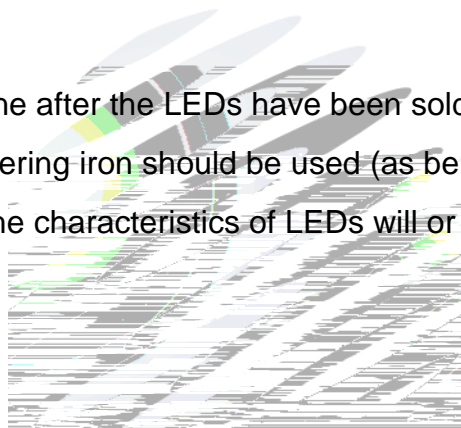 ne after the LEDs have been sold
ering iron should be used (as be
ne characteristics of LEDs will or